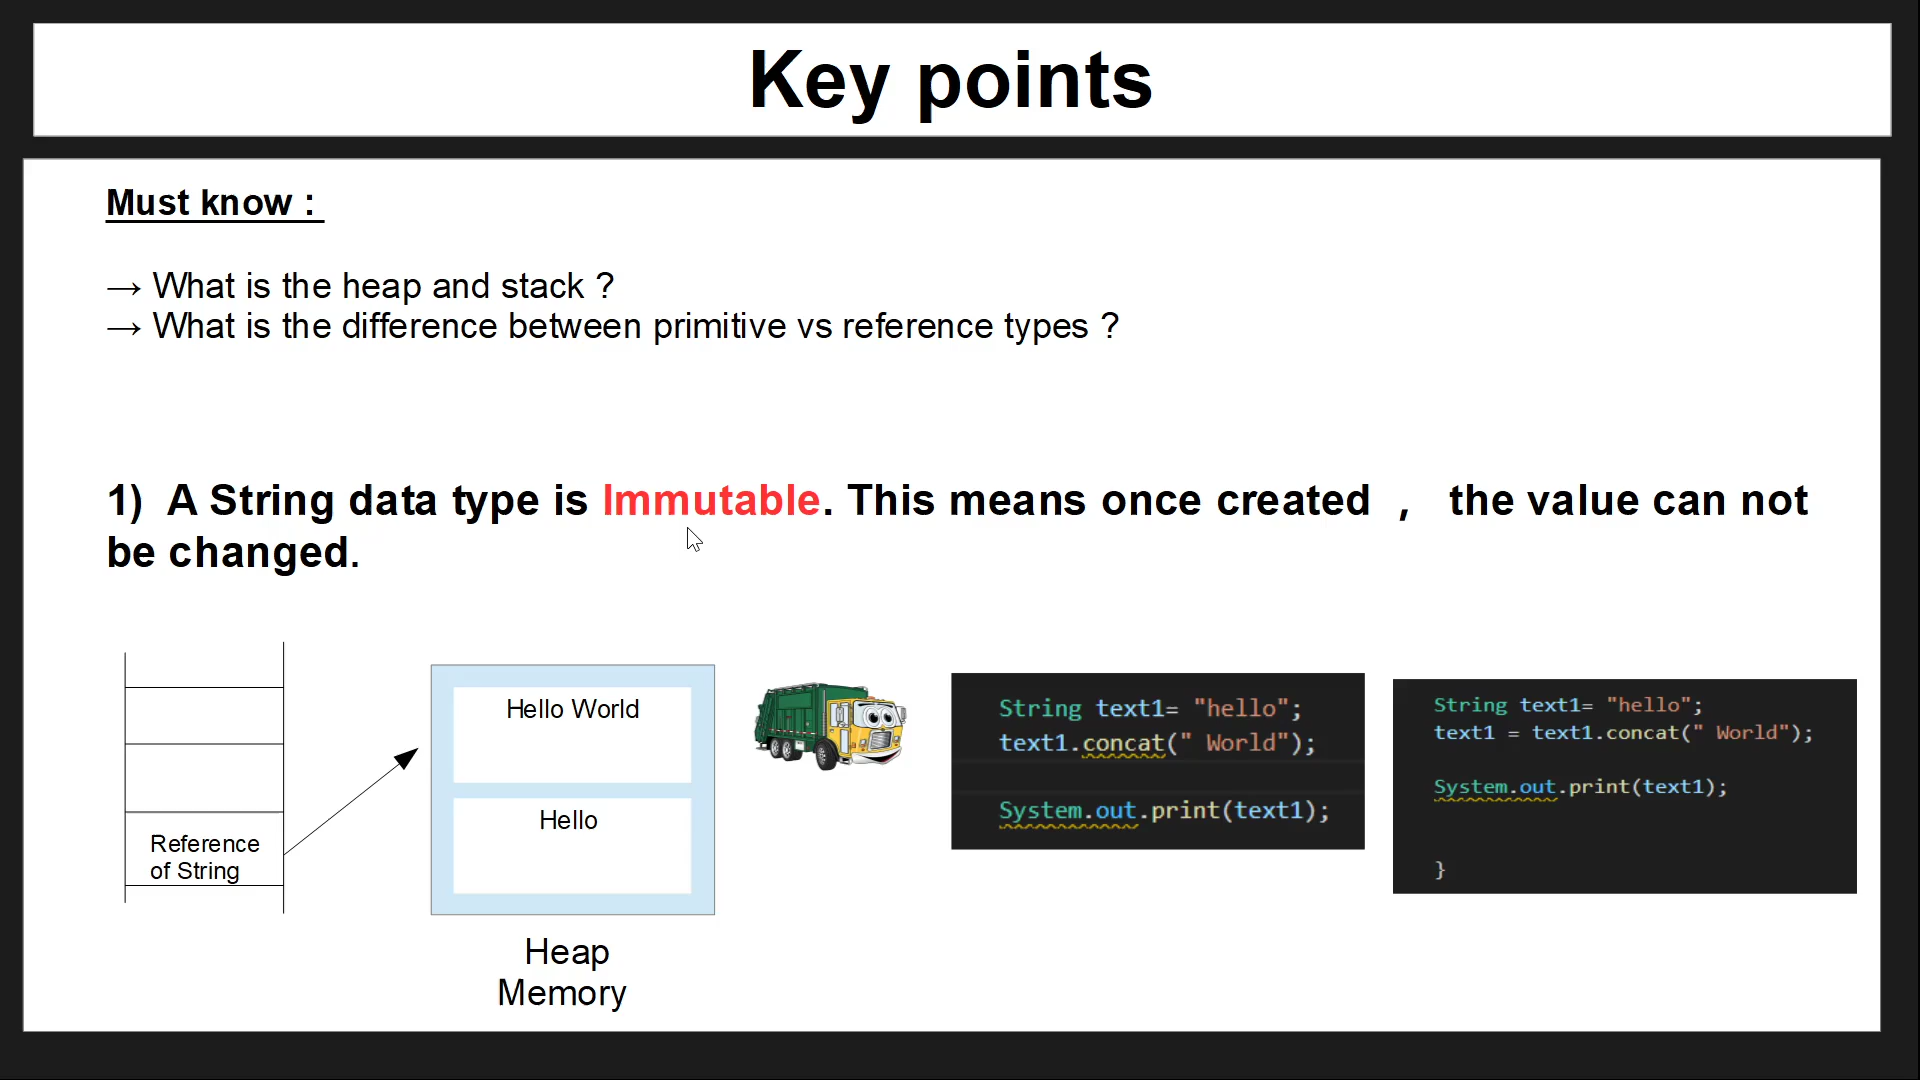 Key points
Must know :
→ What is the heap and stack ?
→ What is the difference between primitive vs reference types ?
1)  A String data type is Immutable. This means once created , the value can not
be changed.
Reference
of String
Hello World
Hello
Heap
Memory
String text1= "hello";
text1.concat(" World");
System.out.print(text1);
String text1= "hello";
text1 = text1.concat(" World");
System.out.print(text1);
}